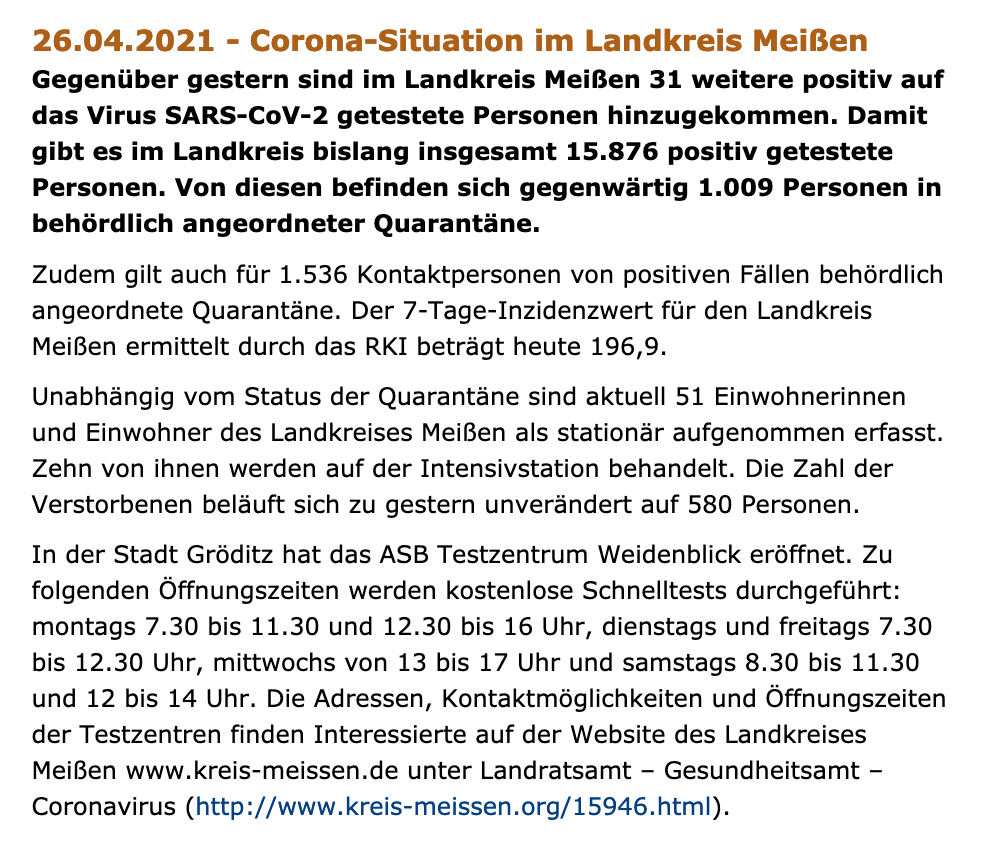 26.04.2021 - Corona-Situation im Landkreis Meißen
Gegenüber gestern sind im Landkreis Meißen 31 weitere positiv auf
das Virus SARS-CoV-2 getestete Personen hinzugekommen. Damit
gibt es im Landkreis bislang insgesamt 15.876 positiv getestete
Personen. Von diesen befinden sich gegenwärtig 1.009 Personen in
behördlich angeordneter Quarantäne.
Zudem gilt auch für 1.536 Kontaktpersonen von positiven Fällen behördlich
angeordnete Quarantäne. Der 7-Tage-Inzidenzwert für den Landkreis
Meißen ermittelt durch das RKI beträgt heute 196,9.
Unabhängig vom Status der Quarantäne sind aktuell 51 Einwohnerinnen
und Einwohner des Landkreises Meißen als stationär aufgenommen erfasst.
Zehn von ihnen werden auf der Intensivstation behandelt. Die Zahl der
Verstorbenen beläuft sich zu gestern unverändert auf 580 Personen.
In der Stadt Gröditz hat das ASB Testzentrum Weidenblick eröffnet. Zu
folgenden Öffnungszeiten werden kostenlose Schnelltests durchgeführt:
montags 7.30 bis 11.30 und 12.30 bis 16 Uhr, dienstags und freitags 7.30
bis 12.30 Uhr, mittwochs von 13 bis 17 Uhr und samstags 8.30 bis 11.30
und 12 bis 14 Uhr. Die Adressen, Kontaktmöglichkeiten und Öffnungszeiten
der Testzentren finden Interessierte auf der Website des Landkreises
Meißen www.kreis-meissen.de unter Landratsamt – Gesundheitsamt –
Coronavirus (http://www.kreis-meissen.org/15946.html).